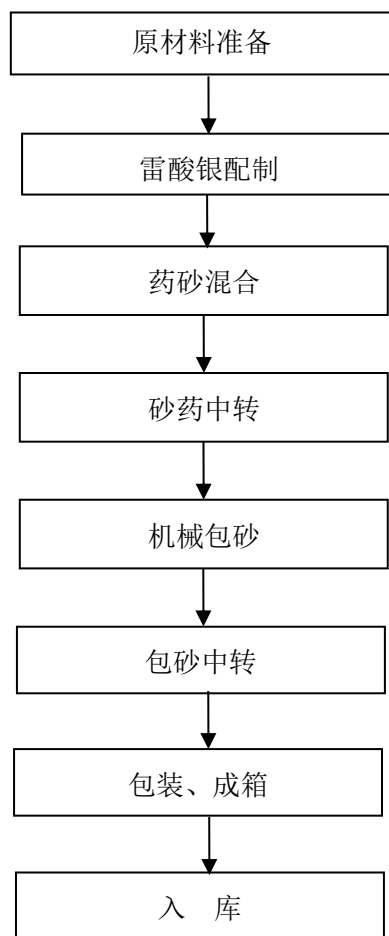 原材料准备
雷酸银配制
药砂混合
砂药中转
机械包砂
包砂中转
包装、成箱
入　库